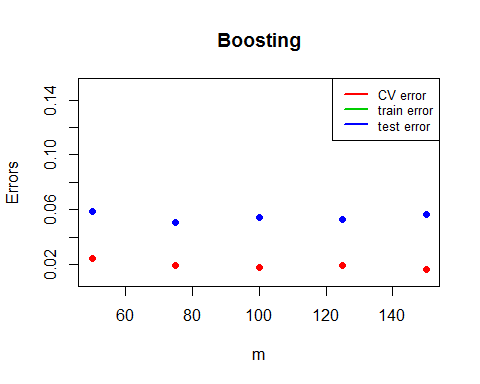 Boosting
CV error
train error
test error
Errors
0.14
0.10
0.06
0.02
60
80
100
120
140
m